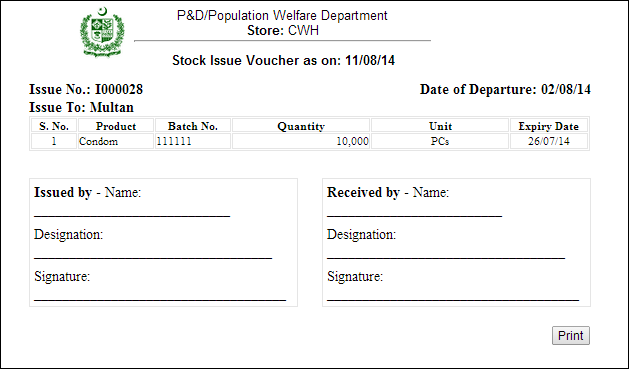 P&D/Population Welfare Department
Store: CWH
Stock Issue Voucher as on: 11/08/14
Issue No.: I000028 Date of Departure: 02/08/14
Issue To: Multan
S. No. Product Batch No. Quantity Unit Expiry Date
1 Condom 111111 10,000 PCs 26/07/14
Issued by - Name:
Designation:
Signature:
Received by - Name:
Designation:
Signature:
Print